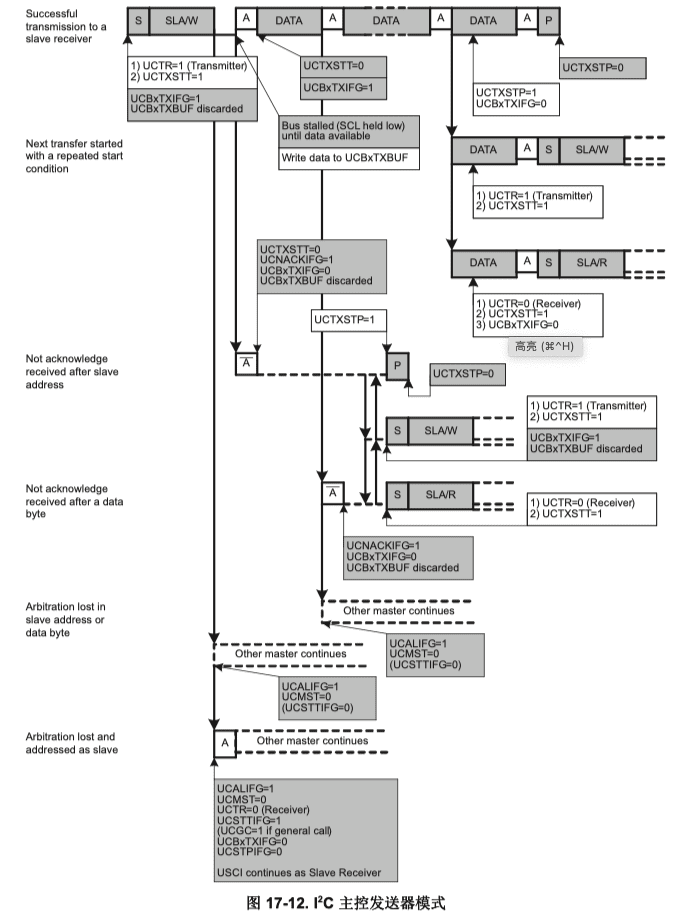 Successful
transmission to a
slave receiver
S SLA/W A DATA A DATA A DATA A P
1) UCTR=1 (Transmitter)
2) UCTXSTT=1
UCBxTXIFG=1
UCBxTXBUF discarded
UCTXSTT=0
UCBxTXIFG=1
UCTXSTP=0
UCTXSTP=1
UCBxTXIFG=0
Bus stalled (SCL held low)
until data available
Write data to UCBxTXBUF
Next transfer started
with a repeated start
condition
DATA A S SLA/W
1) UCTR=1 (Transmitter)
2) UCTXSTT=1
DATA A S SLA/R
1) UCTR=0 (Receiver)
2) UCTXSTT=1
3) UCBxTXIFG=0
高亮 (⌘^H)
UCTXSTT=0
UCNACKIFG=1
UCBxTXIFG=0
UCBxTXBUF discarded
UCTXSTP=1
Not acknowledge
received after slave
address
A P
UCTXSTP=0
S SLA/W
1) UCTR=1 (Transmitter)
2) UCTXSTT=1
UCBxTXIFG=1
UCBxTXBUF discarded
Not acknowledge
received after a data
byte
A S SLA/R
1) UCTR=0 (Receiver)
2) UCTXSTT=1
UCNACKIFG=1
UCBxTXIFG=0
UCBxTXBUF discarded
Arbitration lost in
slave address or
data byte
Other master continues
UCALIFG=1
UCMST=0
(UCSTTIFG=0)
Other master continues
UCALIFG=1
UCMST=0
(UCSTTIFG=0)
Arbitration lost and
addressed as slave
A Other master continues
UCALIFG=1
UCMST=0
UCTR=0 (Receiver)
UCSTTIFG=1
(UCGC=1 if general call)
UCBxTXIFG=0
UCSTPIFG=0
USCI continues as Slave Receiver
图 17-12. I²C 主控发送器模式